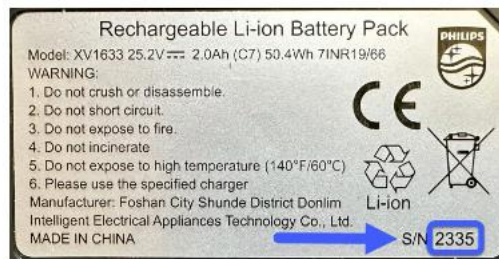 Rechargeable Li-ion Battery Pack
PHILIPS
Model: XV1633 25.2V⎓ 2.0Ah (C7) 50.4Wh 7INR19/66
WARNING:
1. Do not crush or disassemble.
2. Do not short circuit.
3. Do not expose to fire.
4. Do not incinerate
5. Do not expose to high temperature (140°F/60°C)
6. Please use the specified charger
Manufacturer: Foshan City Shunde District Donlim
Intelligent Electrical Appliances Technology Co., Ltd.
MADE IN CHINA
CE
Li-ion
S/N 2335